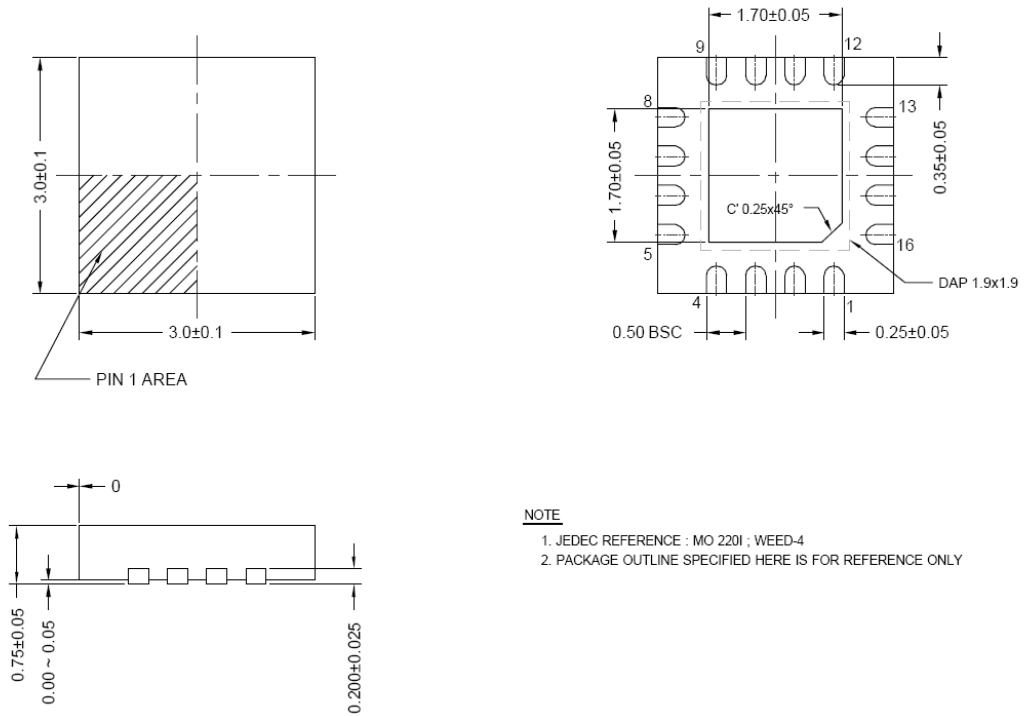 3.0±0.1
3.0±0.1
PIN 1 AREA
1.70±0.05
9
12
8
13
1.70±0.05
0.35±0.05
C' 0.25x45°
5
16
DAP 1.9x1.9
4
1
0.50 BSC
0.25±0.05
0
0.75±0.05
0.00 ~ 0.05
0.200±0.025
NOTE
1. JEDEC REFERENCE : MO 220I ; WEED-4
2. PACKAGE OUTLINE SPECIFIED HERE IS FOR REFERENCE ONLY